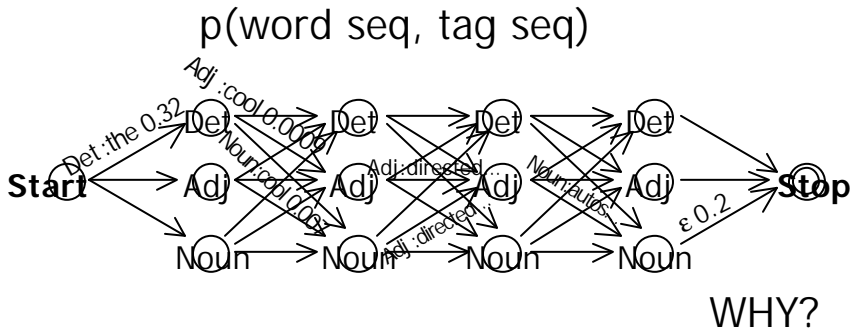 p(word seq, tag seq)
Det:the 0.32
Adj:cool 0.0009
Noun:cool 0.007
Adj:directed...
Adj:directed...
Noun:autos...
ε 0.2
Det Det Det Det
Start Adj Adj Adj Adj Stop
Noun Noun Noun Noun
WHY?